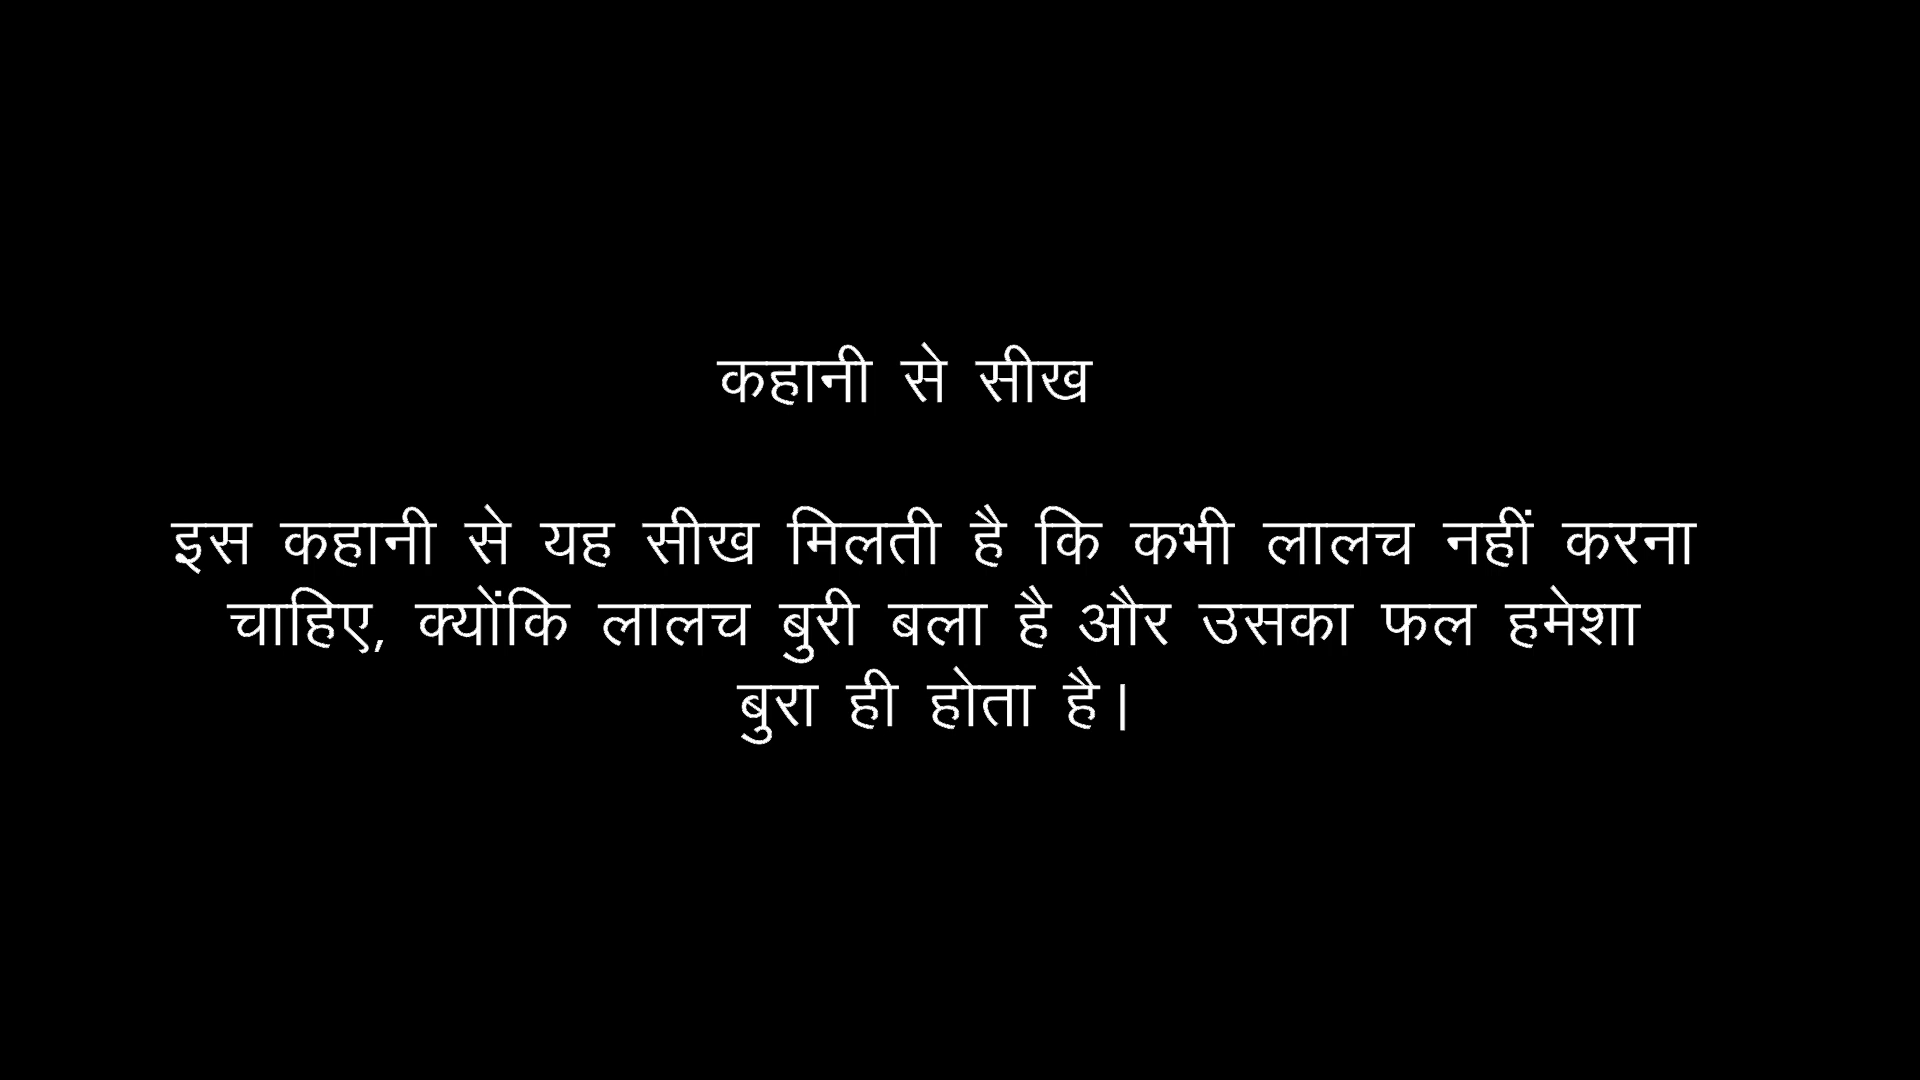 कहानी से सीख
इस कहानी से यह सीख मिलती है कि कभी लालच नहीं करना
चाहिए, क्योंकि लालच बुरी बला है और उसका फल हमेशा
बुरा ही होता है।